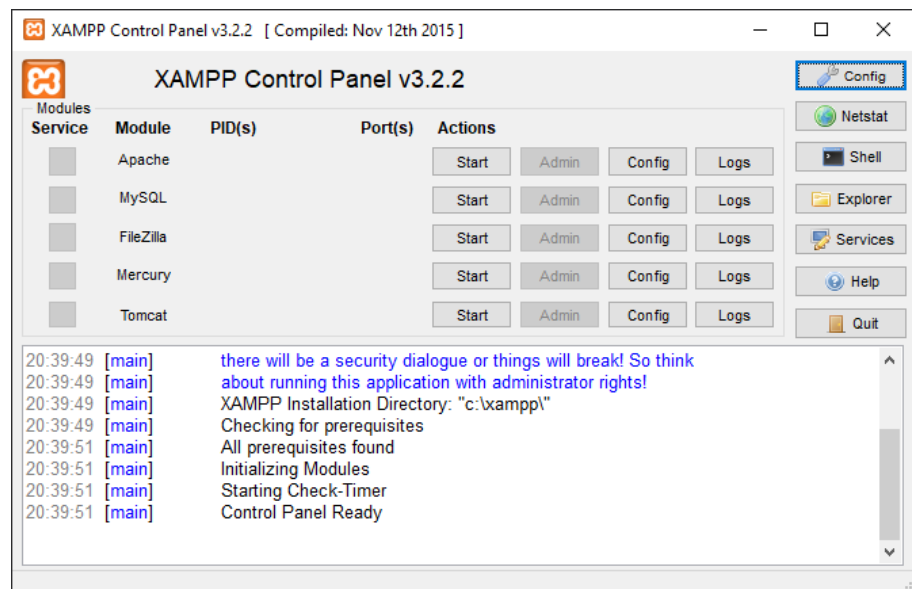 XAMPP Control Panel v3.2.2 [ Compiled: Nov 12th 2015 ]
XAMPP Control Panel v3.2.2
Config
Modules
Service Module PID(s) Port(s) Actions
Netstat
Apache Start Admin Config Logs
Shell
MySQL Start Admin Config Logs
Explorer
FileZilla Start Admin Config Logs
Services
Mercury Start Admin Config Logs
Help
Tomcat Start Admin Config Logs
Quit
20:39:49 [main] there will be a security dialogue or things will break! So think
20:39:49 [main] about running this application with administrator rights!
20:39:49 [main] XAMPP Installation Directory: "c:\xampp\"
20:39:49 [main] Checking for prerequisites
20:39:51 [main] All prerequisites found
20:39:51 [main] Initializing Modules
20:39:51 [main] Starting Check-Timer
20:39:51 [main] Control Panel Ready